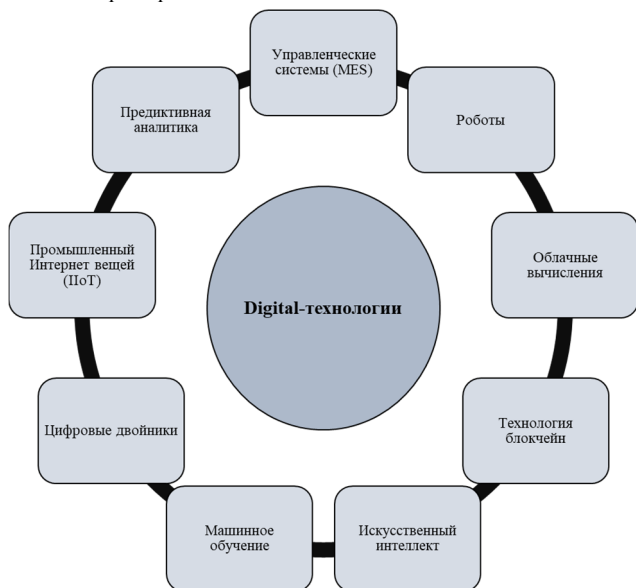 Управленческие
системы (MES)
Роботы
Облачные
вычисления
Технология
блокчейн
Искусственный
интеллект
Машинное
обучение
Цифровые двойники
Промышленный
Интернет вещей
(IIoT)
Предиктивная
аналитика
Digital-технологии